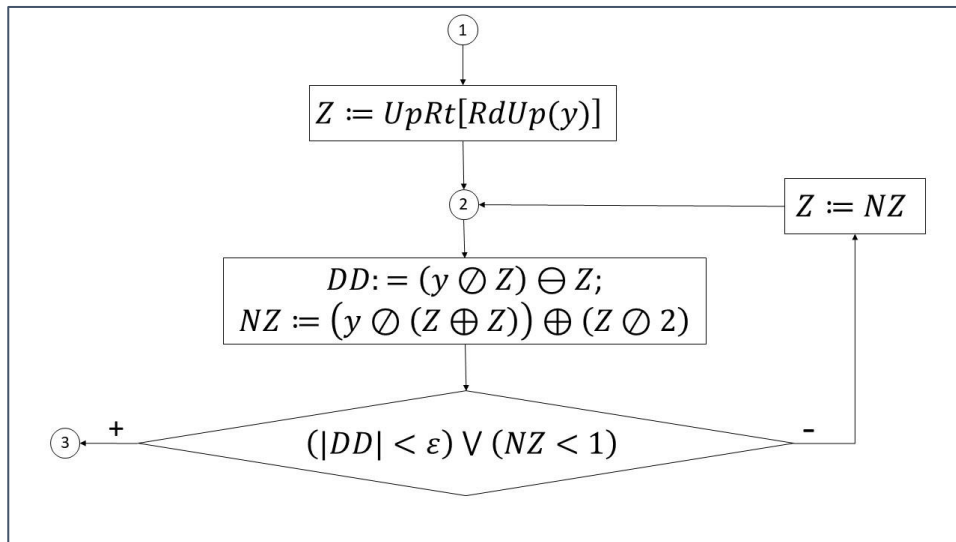 1
Z ≔ UpRt[RdUp(y)]
2
Z ≔ NZ
DD: = (y ⊘ Z) ⊖ Z;
NZ ≔ (y ⊘ (Z ⊕ Z)) ⊕ (Z ⊘ 2)
3
+
(|DD| < ε) ⋁ (NZ < 1)
-